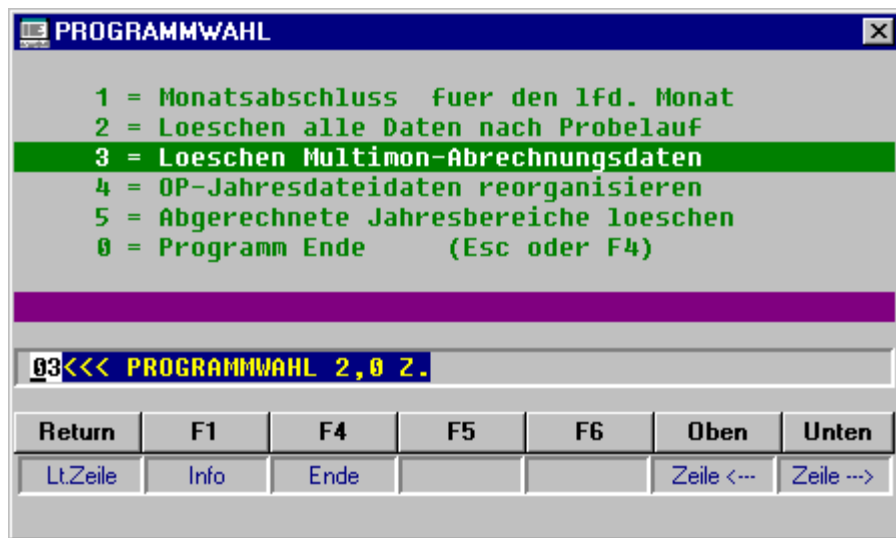 PROGRAMMWAHL
1 = Monatsabschluss  fuer den lfd. Monat
2 = Loeschen alle Daten nach Probelauf
3 = Loeschen Multimon-Abrechnungsdaten
4 = OP-Jahresdateidaten reorganisieren
5 = Abgerechnete Jahresbereiche loeschen
0 = Programm Ende     (Esc oder F4)
03<<< PROGRAMMWAHL 2,0 Z.
Return F1 F4 F5 F6 Oben Unten
Lt.Zeile Info Ende Zeile <--- Zeile --->